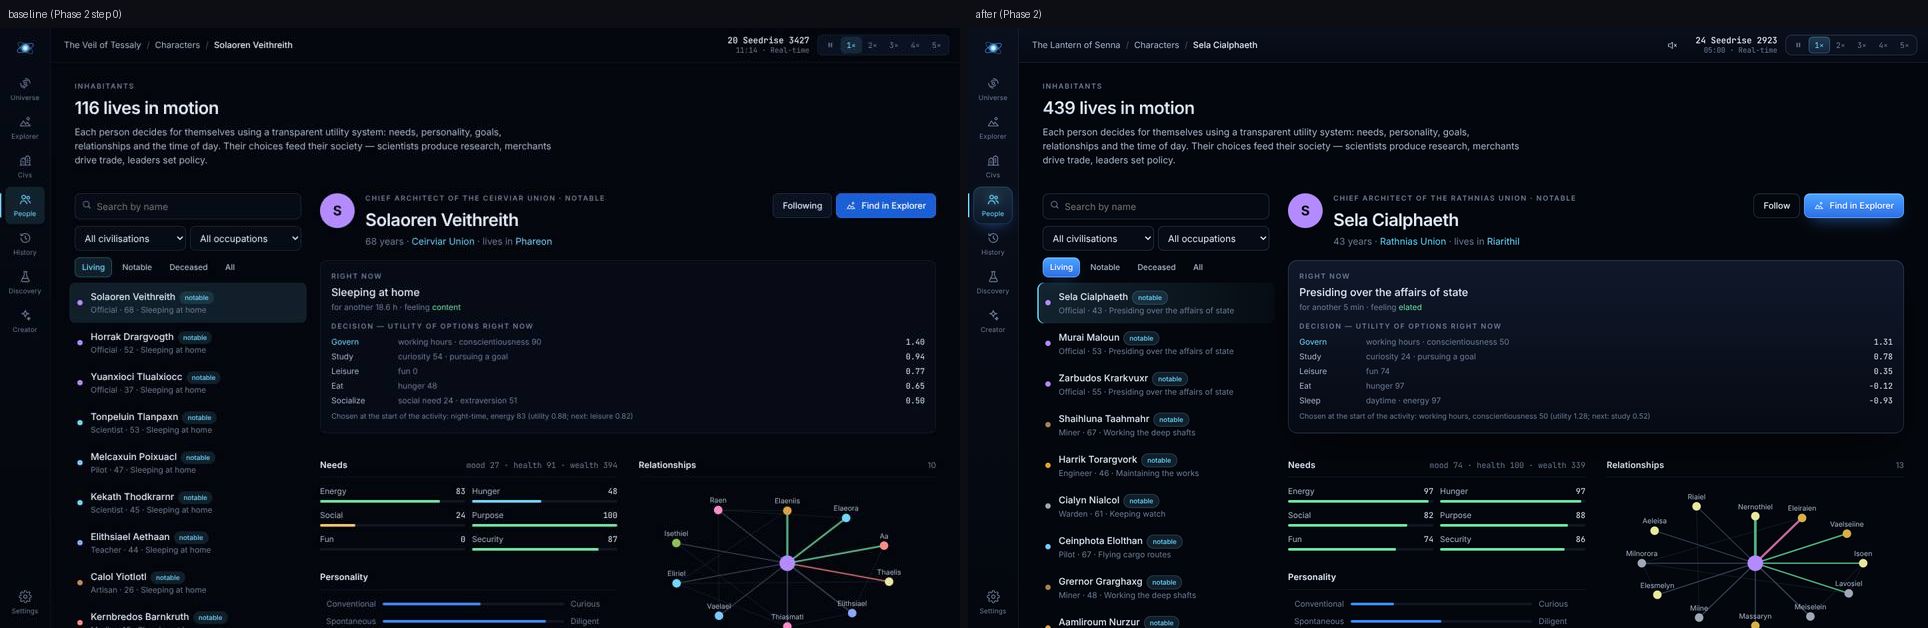 baseline (Phase 2 step 0)
The Veil of Tessaly / Characters / Solaoren Veithreith
20 Seedrise 3427
11:14 · Real-time
1× 2× 3× 4× 5×
Universe
Explorer
Civs
People
History
Discovery
Creator
Settings
INHABITANTS
116 lives in motion
Each person decides for themselves using a transparent utility system: needs, personality, goals,
relationships and the time of day. Their choices feed their society — scientists produce research, merchants
drive trade, leaders set policy.
Search by name
All civilisations All occupations
Living Notable Deceased All
Solaoren Veithreith notable
Official · 68 · Sleeping at home
Horrak Drargvogth notable
Official · 52 · Sleeping at home
Yuanxioci Tlualxiocc notable
Official · 37 · Sleeping at home
Tonpeluin Tlanpaxn notable
Scientist · 53 · Sleeping at home
Melcaxuin Poixuacl notable
Pilot · 47 · Sleeping at home
Kekath Thodkrarnr notable
Scientist · 45 · Sleeping at home
Elithsiael Aethaan notable
Teacher · 44 · Sleeping at home
Calol Yiotiotl notable
Artisan · 26 · Sleeping at home
Kernbredos Barnkruth notable
S
CHIEF ARCHITECT OF THE CEIRVIAR UNION · NOTABLE
Solaoren Veithreith
68 years · Ceirviar Union · lives in Phareon
Following Find in Explorer
RIGHT NOW
Sleeping at home
for another 18.6 h · feeling content
DECISION — UTILITY OF OPTIONS RIGHT NOW
Govern working hours · conscientiousness 90 1.40
Study curiosity 54 · pursuing a goal 0.94
Leisure fun 0 0.77
Eat hunger 48 0.65
Socialize social need 24 · extraversion 51 0.50
Chosen at the start of the activity: night-time, energy 83 (utility 0.88; next: leisure 0.82)
Needs mood 27 · health 91 · wealth 394
Energy 83 Hunger 48
Social 24 Purpose 100
Fun 0 Security 87
Personality
Conventional Curious
Spontaneous Diligent
Relationships 10
Raen
Elaeniis
Elaeora
Isethiel
Aa
Eliriel
Thaelis
Vaelael
Elithsiael
Thiasmati
after (Phase 2)
The Lantern of Senna / Characters / Sela Cialphaeth
24 Seedrise 2923
05:00 · Real-time
1× 2× 3× 4× 5×
Universe
Explorer
Civs
People
History
Discovery
Creator
Settings
INHABITANTS
439 lives in motion
Each person decides for themselves using a transparent utility system: needs, personality, goals,
relationships and the time of day. Their choices feed their society — scientists produce research, merchants
drive trade, leaders set policy.
Search by name
All civilisations All occupations
Living Notable Deceased All
Sela Cialphaeth notable
Official · 43 · Presiding over the affairs of state
Murai Maloun notable
Official · 53 · Presiding over the affairs of state
Zarbudos Krarkvuxr notable
Official · 55 · Presiding over the affairs of state
Shaihluna Taahmahr notable
Miner · 67 · Working the deep shafts
Harrik Torargvork notable
Engineer · 46 · Maintaining the works
Cialyn Nialcol notable
Warden · 61 · Keeping watch
Ceinphota Elolthan notable
Pilot · 67 · Flying cargo routes
Grernor Grarghaxg notable
Miner · 48 · Working the deep shafts
Aamliroum Nurzur notable
S
CHIEF ARCHITECT OF THE RATHNIAS UNION · NOTABLE
Sela Cialphaeth
43 years · Rathnias Union · lives in Riarithil
Follow Find in Explorer
RIGHT NOW
Presiding over the affairs of state
for another 5 min · feeling elated
DECISION — UTILITY OF OPTIONS RIGHT NOW
Govern working hours · conscientiousness 50 1.31
Study curiosity 24 · pursuing a goal 0.78
Leisure fun 74 0.35
Eat hunger 97 -0.12
Sleep daytime · energy 97 -0.93
Chosen at the start of the activity: working hours, conscientiousness 50 (utility 1.28; next: study 0.52)
Needs mood 74 · health 100 · wealth 339
Energy 97 Hunger 97
Social 82 Purpose 88
Fun 74 Security 86
Personality
Conventional Curious
Spontaneous Diligent
Relationships 13
Riaiel
Nernothiel
Eleiraien
Aeleisa
Vaelseiine
Milnorora
Isoen
Elesmelyn
Lavosiel
Miine
Meiselein
Massaryn